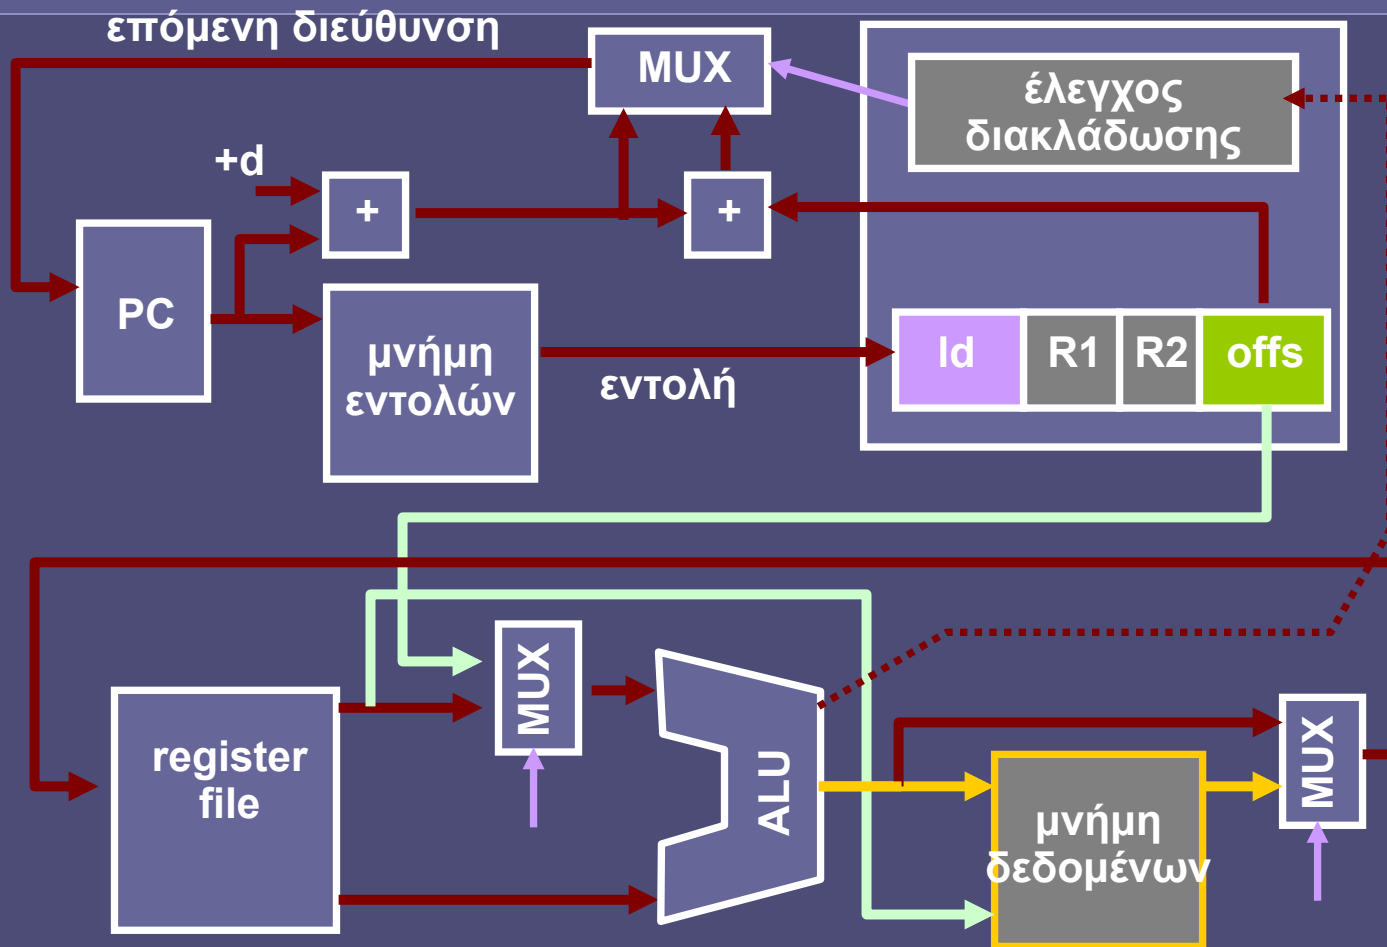 επόμενη διεύθυνση
MUX
έλεγχος
διακλάδωσης
+d
+
+
PC
μνήμη
εντολών
εντολή
ld
R1
R2
offs
register
file
MUX
ALU
μνήμη
δεδομένων
MUX